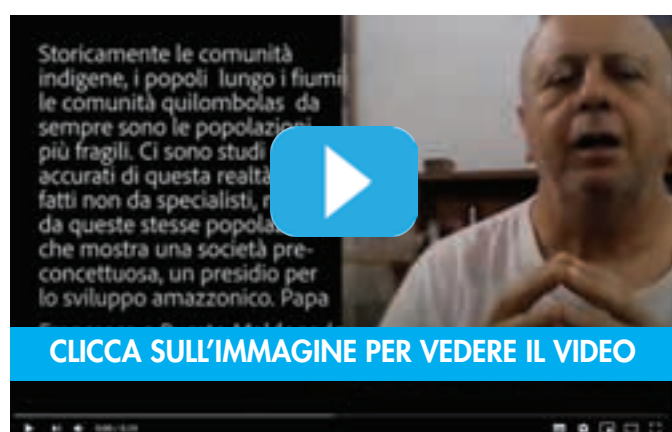 Storicamente le comunità
indigene, i popoli lungo i fiumi
le comunità quilombolas da
sempre sono le popolazioni
più fragili. Ci sono studi
accurati di questa realtà
fatti non da specialisti,
da queste stesse
che mostra una società pre-
concettuosa, un presidio per
lo sviluppo amazzonico. Papa
CLICCA SULL’IMMAGINE PER VEDERE IL VIDEO